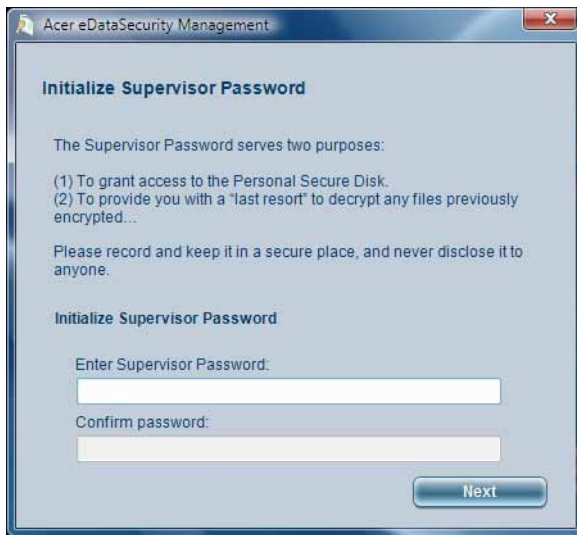 Acer eDataSecurity Management
Initialize Supervisor Password
The Supervisor Password serves two purposes:
(1) To grant access to the Personal Secure Disk.
(2) To provide you with a "last resort" to decrypt any files previously
encrypted...
Please record and keep it in a secure place, and never disclose it to
anyone.
Initialize Supervisor Password
Enter Supervisor Password:
Confirm password:
Next